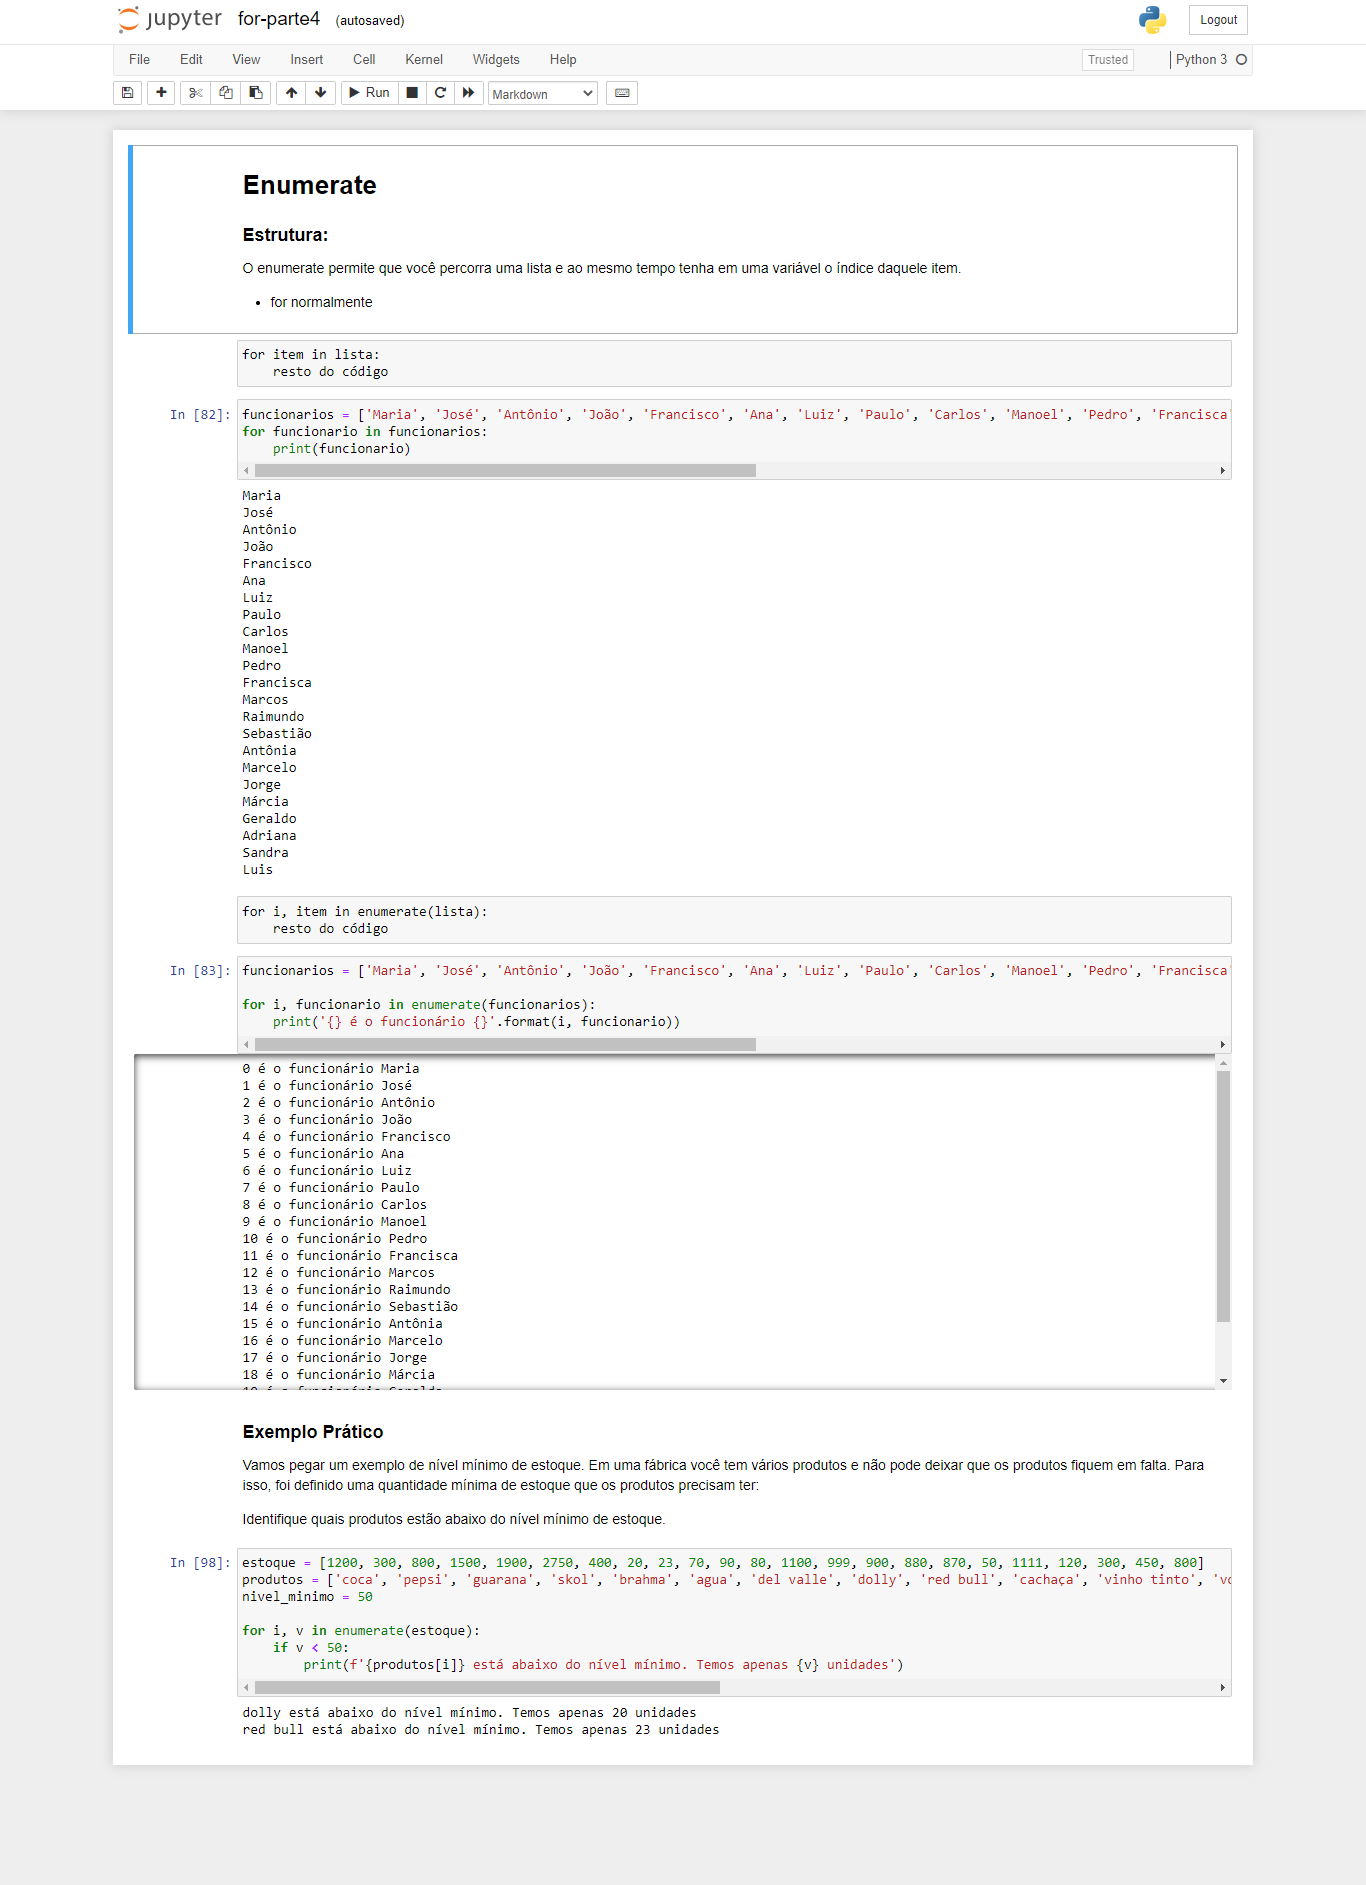 jupyter for-parte4 (autosaved) Logout
File Edit View Insert Cell Kernel Widgets Help Trusted Python 3
Run Markdown
Enumerate
Estrutura:
O enumerate permite que você percorra uma lista e ao mesmo tempo tenha em uma variável o índice daquele item.
• for normalmente
for item in lista:
    resto do código
In [82]: funcionarios = ['Maria', 'José', 'Antônio', 'João', 'Francisco', 'Ana', 'Luiz', 'Paulo', 'Carlos', 'Manoel', 'Pedro', 'Francisca'
for funcionario in funcionarios:
    print(funcionario)
Maria
José
Antônio
João
Francisco
Ana
Luiz
Paulo
Carlos
Manoel
Pedro
Francisca
Marcos
Raimundo
Sebastião
Antônia
Marcelo
Jorge
Márcia
Geraldo
Adriana
Sandra
Luis
for i, item in enumerate(lista):
    resto do código
In [83]: funcionarios = ['Maria', 'José', 'Antônio', 'João', 'Francisco', 'Ana', 'Luiz', 'Paulo', 'Carlos', 'Manoel', 'Pedro', 'Francisca'
for i, funcionario in enumerate(funcionarios):
    print('{} é o funcionário {}'.format(i, funcionario))
0 é o funcionário Maria
1 é o funcionário José
2 é o funcionário Antônio
3 é o funcionário João
4 é o funcionário Francisco
5 é o funcionário Ana
6 é o funcionário Luiz
7 é o funcionário Paulo
8 é o funcionário Carlos
9 é o funcionário Manoel
10 é o funcionário Pedro
11 é o funcionário Francisca
12 é o funcionário Marcos
13 é o funcionário Raimundo
14 é o funcionário Sebastião
15 é o funcionário Antônia
16 é o funcionário Marcelo
17 é o funcionário Jorge
18 é o funcionário Márcia
Exemplo Prático
Vamos pegar um exemplo de nível mínimo de estoque. Em uma fábrica você tem vários produtos e não pode deixar que os produtos fiquem em falta. Para
isso, foi definido uma quantidade mínima de estoque que os produtos precisam ter:
Identifique quais produtos estão abaixo do nível mínimo de estoque.
In [98]: estoque = [1200, 300, 800, 1500, 1900, 2750, 400, 20, 23, 70, 90, 80, 1100, 999, 900, 880, 870, 50, 1111, 120, 300, 450, 800]
produtos = ['coca', 'pepsi', 'guarana', 'skol', 'brahma', 'agua', 'del valle', 'dolly', 'red bull', 'cachaça', 'vinho tinto',
nivel_minimo = 50
for i, v in enumerate(estoque):
    if v < 50:
        print(f'{produtos[i]} está abaixo do nível mínimo. Temos apenas {v} unidades')
dolly está abaixo do nível mínimo. Temos apenas 20 unidades
red bull está abaixo do nível mínimo. Temos apenas 23 unidades